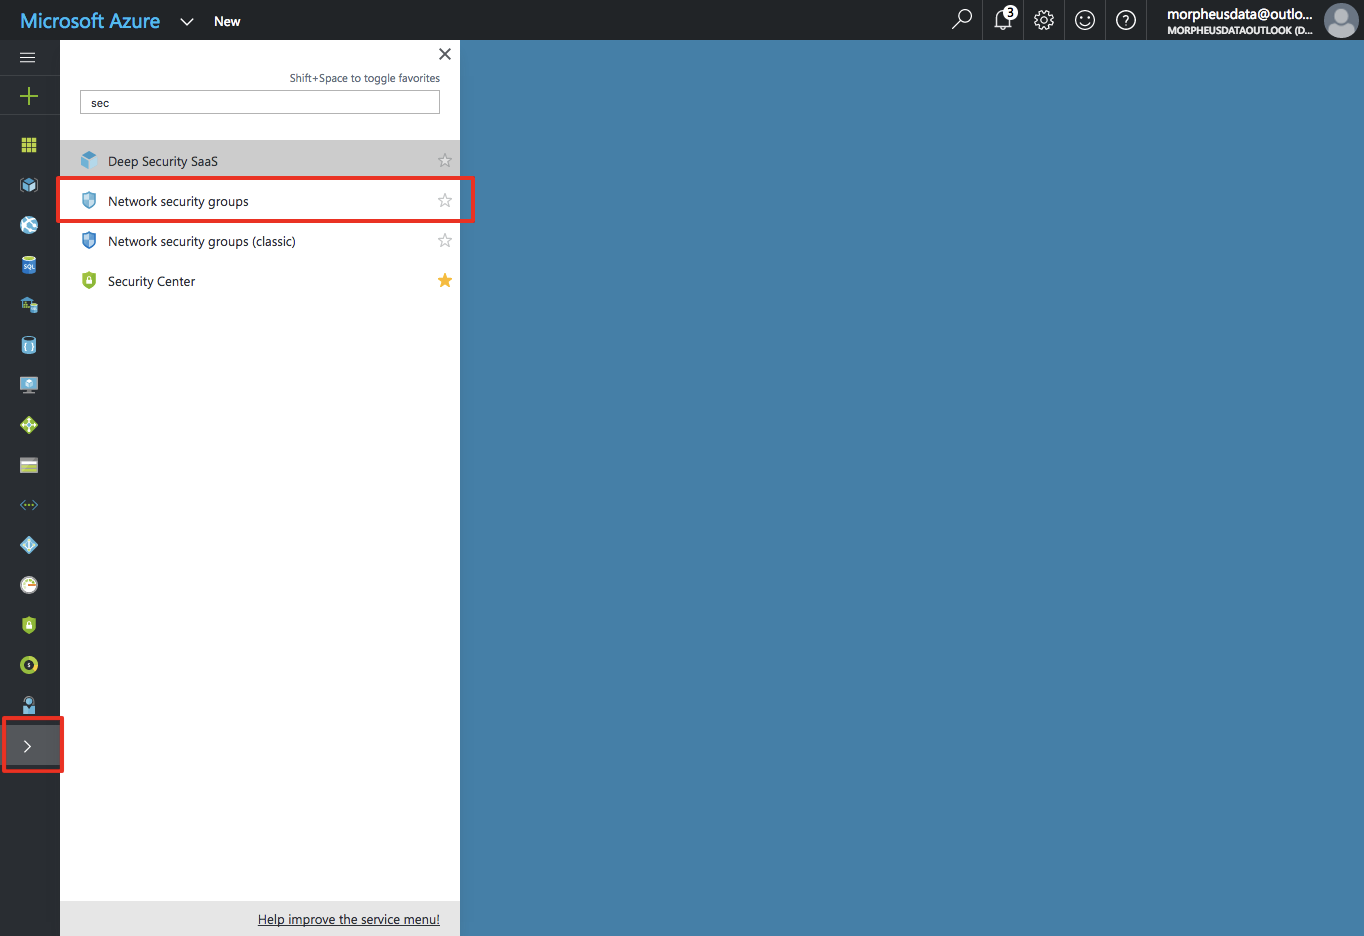 Microsoft Azure New
3
morpheusdata@outlo...
MORPHEUSDATAOUTLOOK (D...
Shift+Space to toggle favorites
sec
Deep Security SaaS
Network security groups
Network security groups (classic)
Security Center
SQL
Help improve the service menu!